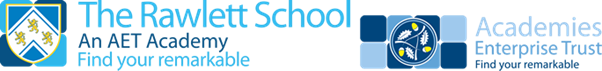 The Rawlett School
An AET Academy
Find your remarkable
Academies
Enterprise Trust
Find your remarkable